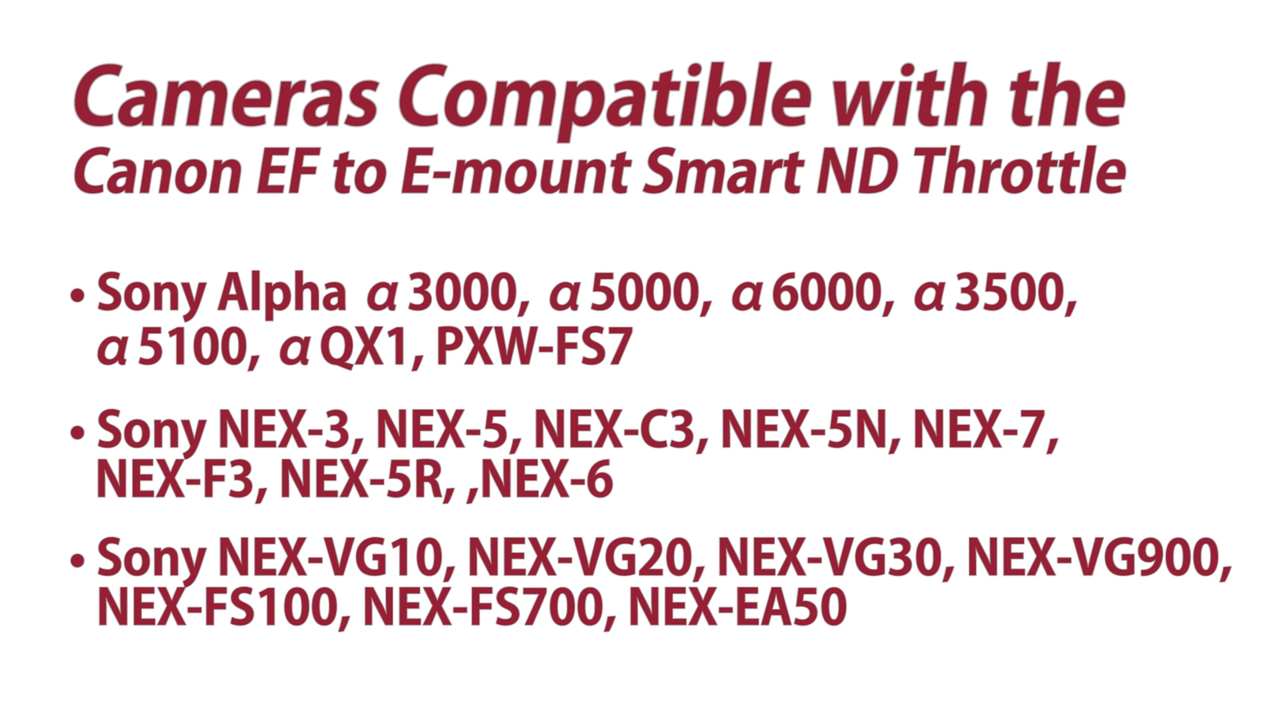 Cameras Compatible with the
Canon EF to E-mount Smart ND Throttle
• Sony Alpha α3000, α5000, α6000, α3500,
α5100, αQX1, PXW-FS7
• Sony NEX-3, NEX-5, NEX-C3, NEX-5N, NEX-7,
NEX-F3, NEX-5R, ,NEX-6
• Sony NEX-VG10, NEX-VG20, NEX-VG30, NEX-VG900,
NEX-FS100, NEX-FS700, NEX-EA50